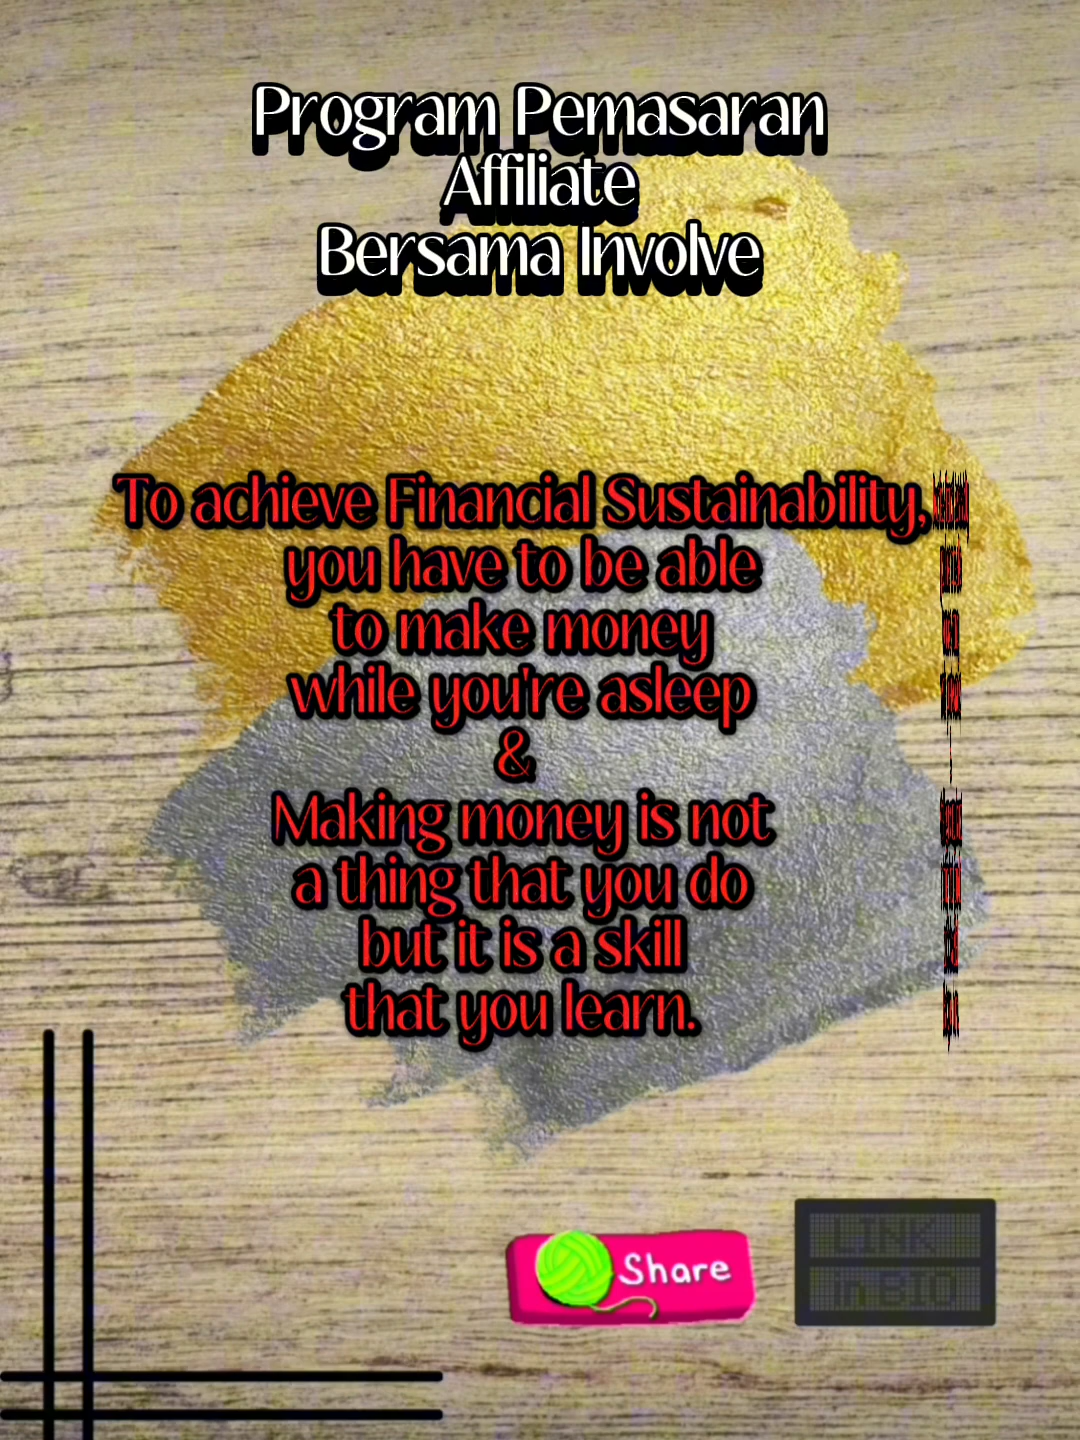 Program Pemasaran
Affiliate
Bersama Involve
To achieve Financial Sustainability,
you have to be able
to make money
while you're asleep
&
Making money is not
a thing that you do
but it is a skill
that you learn.
Share
LINK
in BIO